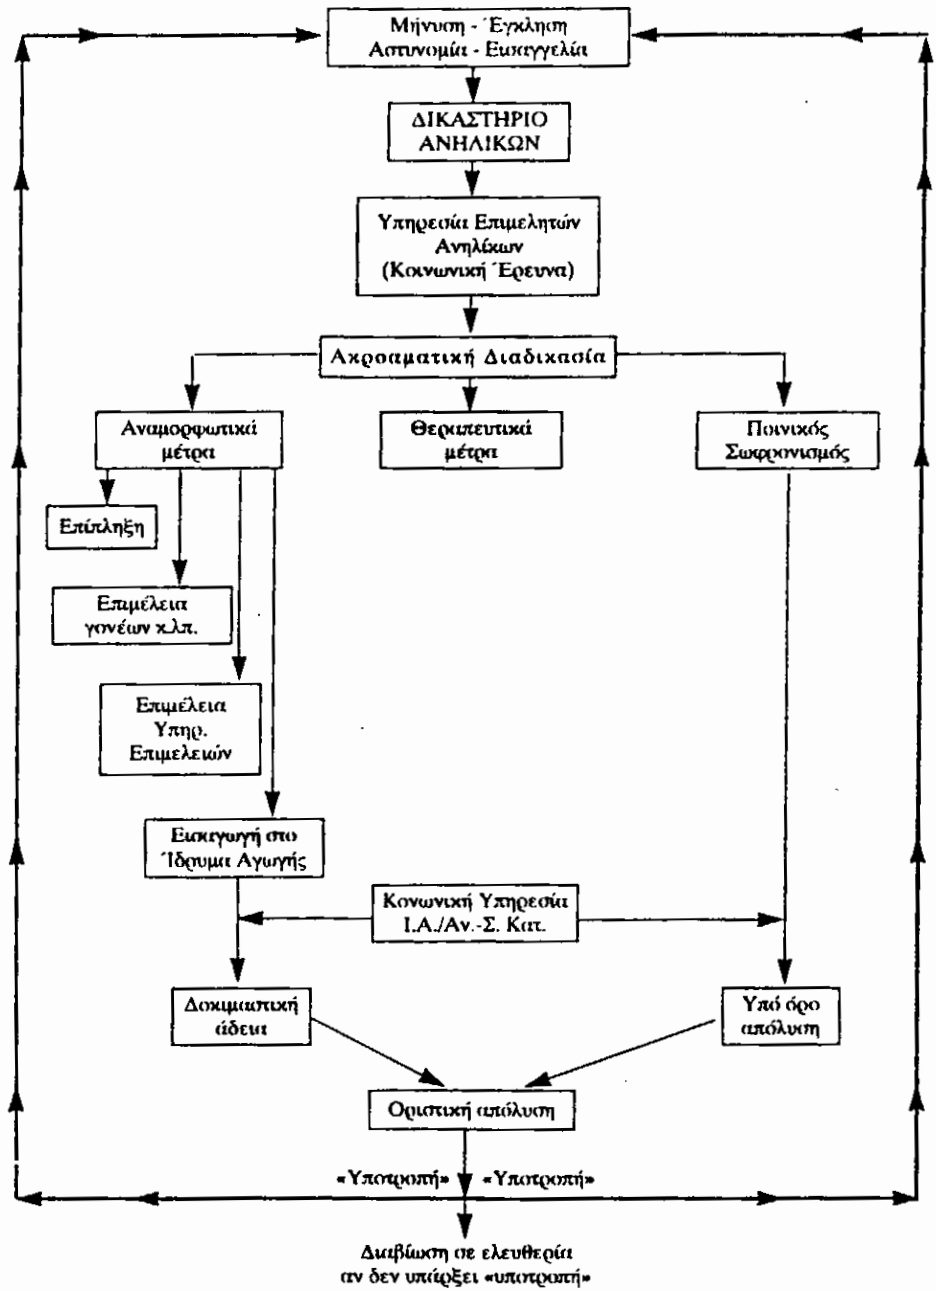 Μήνυση - Έγκληση
Αστυνομία - Εισαγγελία
ΔΙΚΑΣΤΗΡΙΟ
ΑΝΗΛΙΚΩΝ
Υπηρεσία Επιμελητών
Ανηλίκων
(Κοινωνική Έρευνα)
Ακροαματική Διαδικασία
Αναμορφωτικά
μέτρα
Θεραπευτικά
μέτρα
Ποινικός
Σωφρονισμός
Επίπληξη
Επιμέλεια
γονέων κ.λπ.
Επιμέλεια
Υπηρ.
Επιμελειών
Εισαγωγή στο
Ίδρυμα Αγωγής
Κονωνική Υπηρεσία
Ι.Α./Αν.-Σ. Κατ.
Δοκιμαστική
άδεια
Υπό όρο
απόλυση
Οριστική απόλυση
«Υποτροπή» «Υποτροπή»
Διαβίωση σε ελευθερία
αν δεν υπάρξει «υποτροπή»